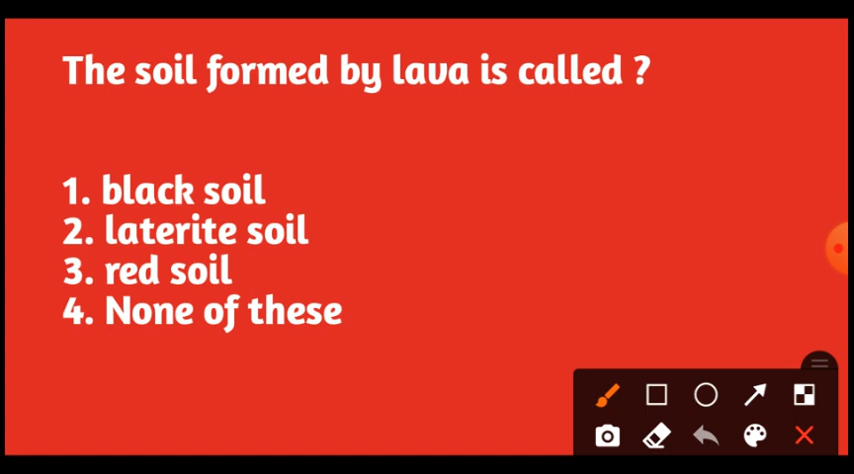 The soil formed by lava is called ?
1. black soil
2. laterite soil
3. red soil
4. None of these